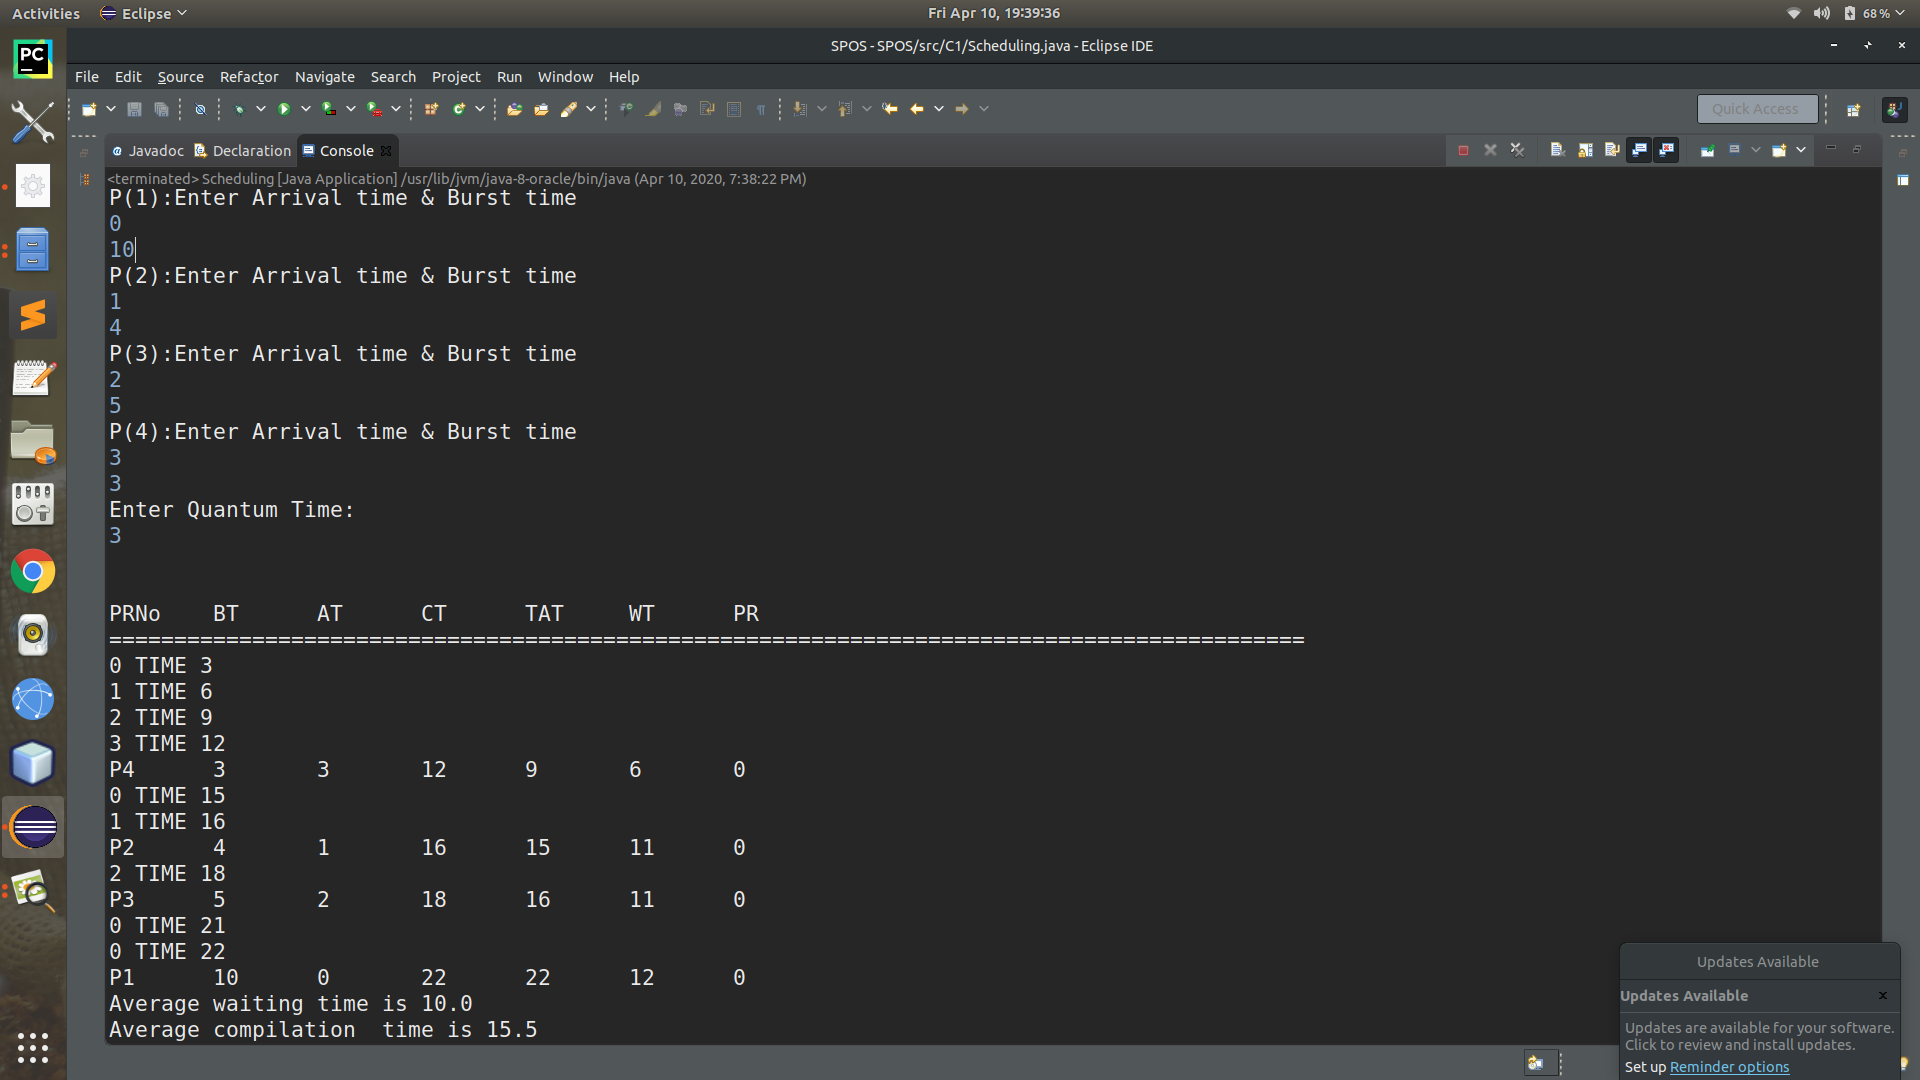 Activities Eclipse Fri Apr 10, 19:39:36 68 %
SPOS - SPOS/src/C1/Scheduling.java - Eclipse IDE
File Edit Source Refactor Navigate Search Project Run Window Help
Quick Access
Javadoc Declaration Console
<terminated> Scheduling [Java Application] /usr/lib/jvm/java-8-oracle/bin/java (Apr 10, 2020, 7:38:22 PM)
P(1):Enter Arrival time & Burst time
0
10
P(2):Enter Arrival time & Burst time
1
4
P(3):Enter Arrival time & Burst time
2
5
P(4):Enter Arrival time & Burst time
3
3
Enter Quantum Time:
3
PRNo BT AT CT TAT WT PR
============================================================================================
0 TIME 3
1 TIME 6
2 TIME 9
3 TIME 12
P4 3 3 12 9 6 0
0 TIME 15
1 TIME 16
P2 4 1 16 15 11 0
2 TIME 18
P3 5 2 18 16 11 0
0 TIME 21
0 TIME 22
P1 10 0 22 22 12 0
Average waiting time is 10.0
Average compilation  time is 15.5
PC
Updates Available
Updates Available
Updates are available for your software.
Click to review and install updates.
Set up Reminder options